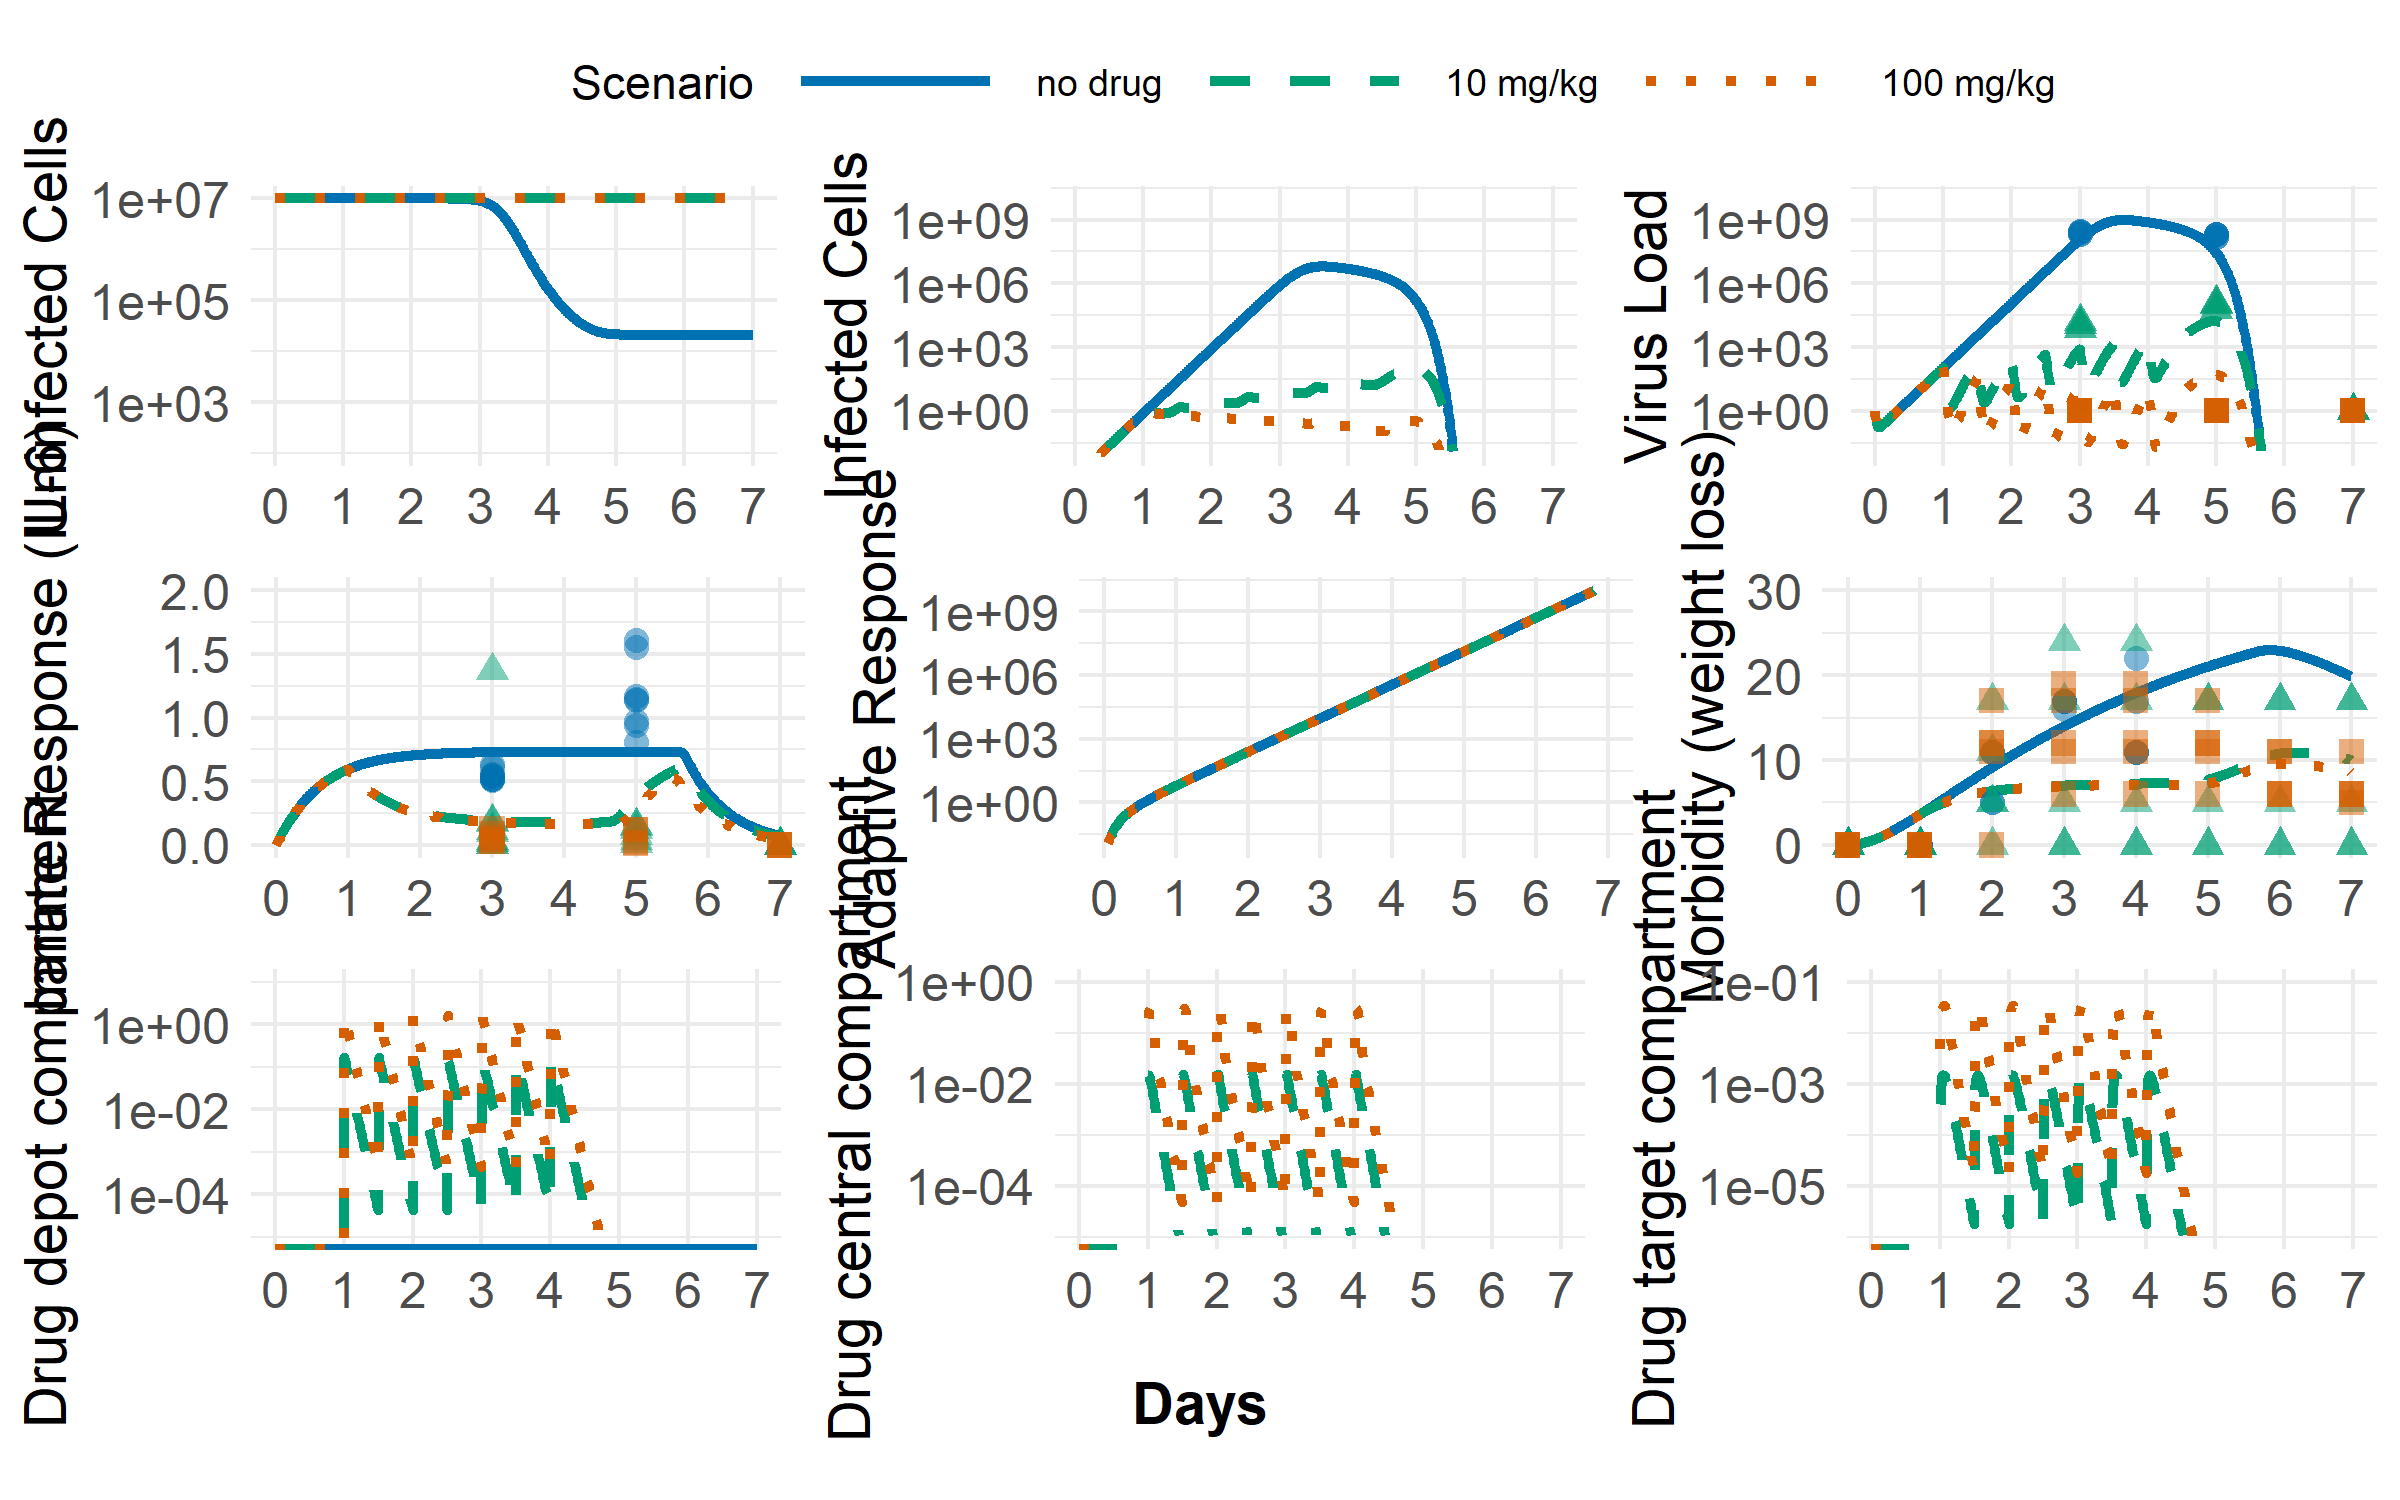 Scenario no drug 10 mg/kg 100 mg/kg
Uninfected Cells
1e+07
1e+05
1e+03
0 1 2 3 4 5 6 7
Infected Cells
1e+09
1e+06
1e+03
1e+00
0 1 2 3 4 5 6 7
Virus Load
1e+09
1e+06
1e+03
1e+00
0 1 2 3 4 5 6 7
Innate Response (IL-6)
2.0
1.5
1.0
0.5
0.0
0 1 2 3 4 5 6 7
Adaptive Response
1e+09
1e+06
1e+03
1e+00
0 1 2 3 4 5 6 7
Morbidity (weight loss)
30
20
10
0
0 1 2 3 4 5 6 7
Drug depot compartment
1e+00
1e-02
1e-04
0 1 2 3 4 5 6 7
Drug central compartment
1e+00
1e-02
1e-04
0 1 2 3 4 5 6 7
Drug target compartment
1e-01
1e-03
1e-05
0 1 2 3 4 5 6 7
Days